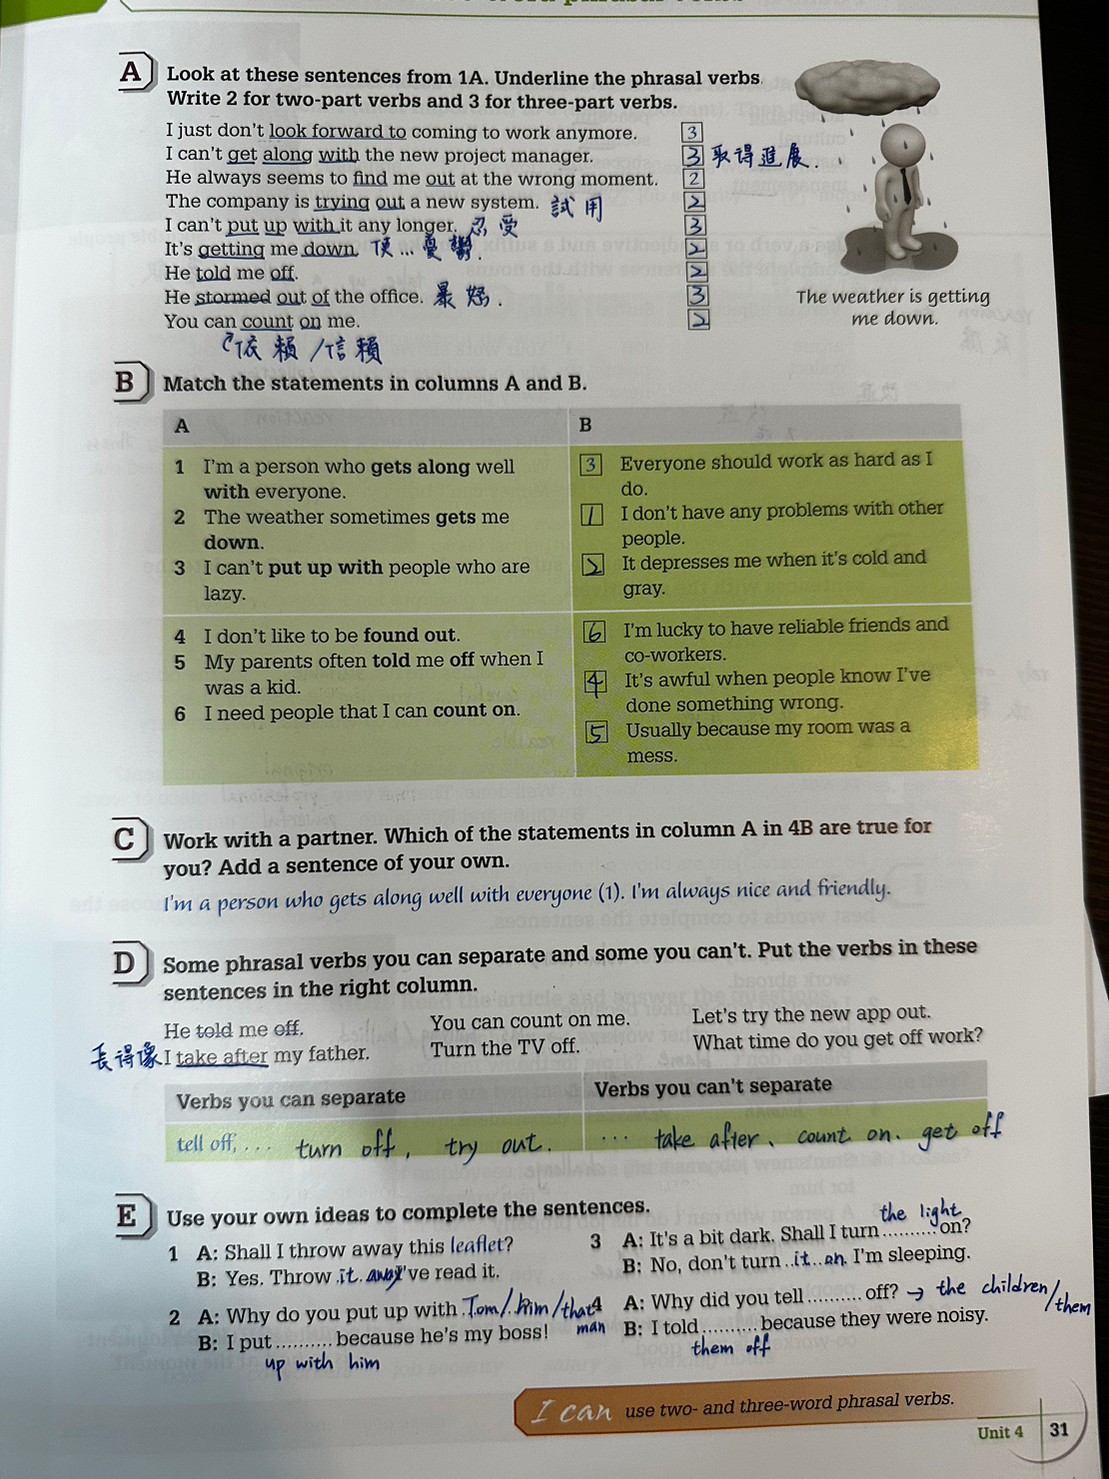 A Look at these sentences from 1A. Underline the phrasal verbs.
Write 2 for two-part verbs and 3 for three-part verbs.
I just don't look forward to coming to work anymore. 3
I can't get along with the new project manager. 3 取得進展.
He always seems to find me out at the wrong moment. 2
The company is trying out a new system. 試用 2
I can't put up with it any longer. 忍受 3
It's getting me down. 使...憂鬱. 2
He told me off. 2
He stormed out of the office. 暴怒. 3
You can count on me. 2
依賴/信賴
The weather is getting
me down.
B Match the statements in columns A and B.
A
1 I'm a person who gets along well
with everyone.
2 The weather sometimes gets me
down.
3 I can't put up with people who are
lazy.
4 I don't like to be found out.
5 My parents often told me off when I
was a kid.
6 I need people that I can count on.
B
3 Everyone should work as hard as I
do.
1 I don't have any problems with other
people.
2 It depresses me when it's cold and
gray.
6 I'm lucky to have reliable friends and
co-workers.
4 It's awful when people know I've
done something wrong.
5 Usually because my room was a
mess.
C Work with a partner. Which of the statements in column A in 4B are true for
you? Add a sentence of your own.
I'm a person who gets along well with everyone (1). I'm always nice and friendly.
D Some phrasal verbs you can separate and some you can't. Put the verbs in these
sentences in the right column.
He told me off. You can count on me. Let's try the new app out.
長得像 I take after my father. Turn the TV off. What time do you get off work?
Verbs you can separate Verbs you can't separate
tell off, ... turn off, try out. ... take after、count on、get off
E Use your own ideas to complete the sentences.
1 A: Shall I throw away this leaflet?
B: Yes. Throw it away 've read it.
2 A: Why do you put up with Tom/him/that
man
B: I put .......... because he's my boss!
up with him
the light
3 A: It's a bit dark. Shall I turn .......... on?
B: No, don't turn it on. I'm sleeping.
4 A: Why did you tell .......... off? → the children/
them
B: I told .......... because they were noisy.
them off
I can use two- and three-word phrasal verbs.
Unit 4 31